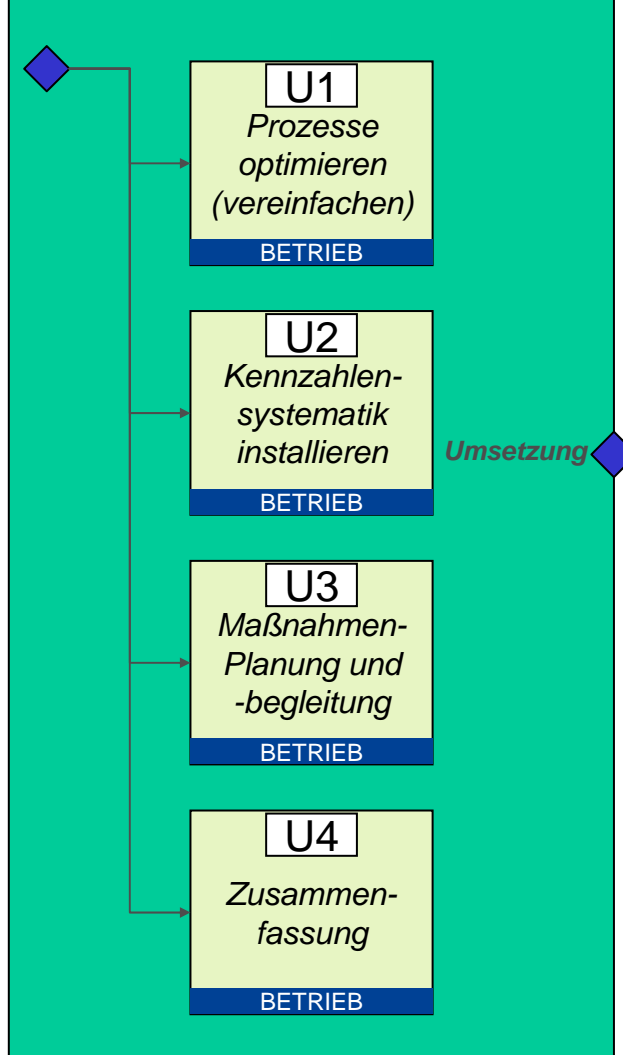 U1
Prozesse
optimieren
(vereinfachen)
BETRIEB
U2
Kennzahlen-
systematik
installieren
BETRIEB
Umsetzung
U3
Maßnahmen-
Planung und
-begleitung
BETRIEB
U4
Zusammen-
fassung
BETRIEB